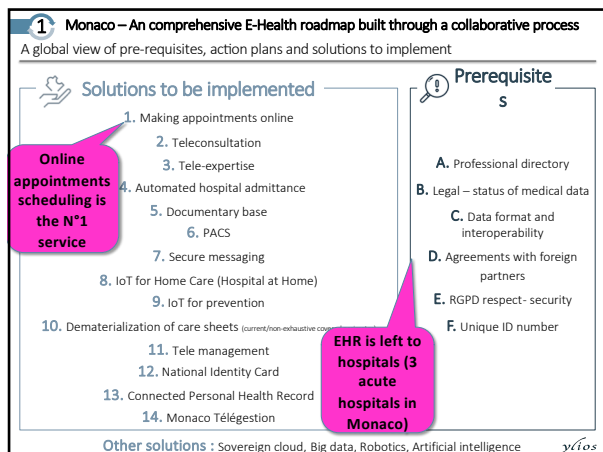 1 Monaco – An comprehensive E-Health roadmap built through a collaborative process
A global view of pre-requisites, action plans and solutions to implement
Solutions to be implemented
1. Making appointments online
2. Teleconsultation
3. Tele-expertise
4. Automated hospital admittance
5. Documentary base
6. PACS
7. Secure messaging
8. IoT for Home Care (Hospital at Home)
9. IoT for prevention
10. Dematerialization of care sheets (current/non-exhaustive
11. Tele management
12. National Identity Card
13. Connected Personal Health Record
14. Monaco Télégestion
Online
appointments
scheduling is
the N°1
service
Prerequisite
s
A. Professional directory
B. Legal – status of medical data
C. Data format and
interoperability
D. Agreements with foreign
partners
E. RGPD respect- security
F. Unique ID number
EHR is left to
hospitals (3
acute
hospitals in
Monaco)
Other solutions : Sovereign cloud, Big data, Robotics, Artificial intelligence
ylios